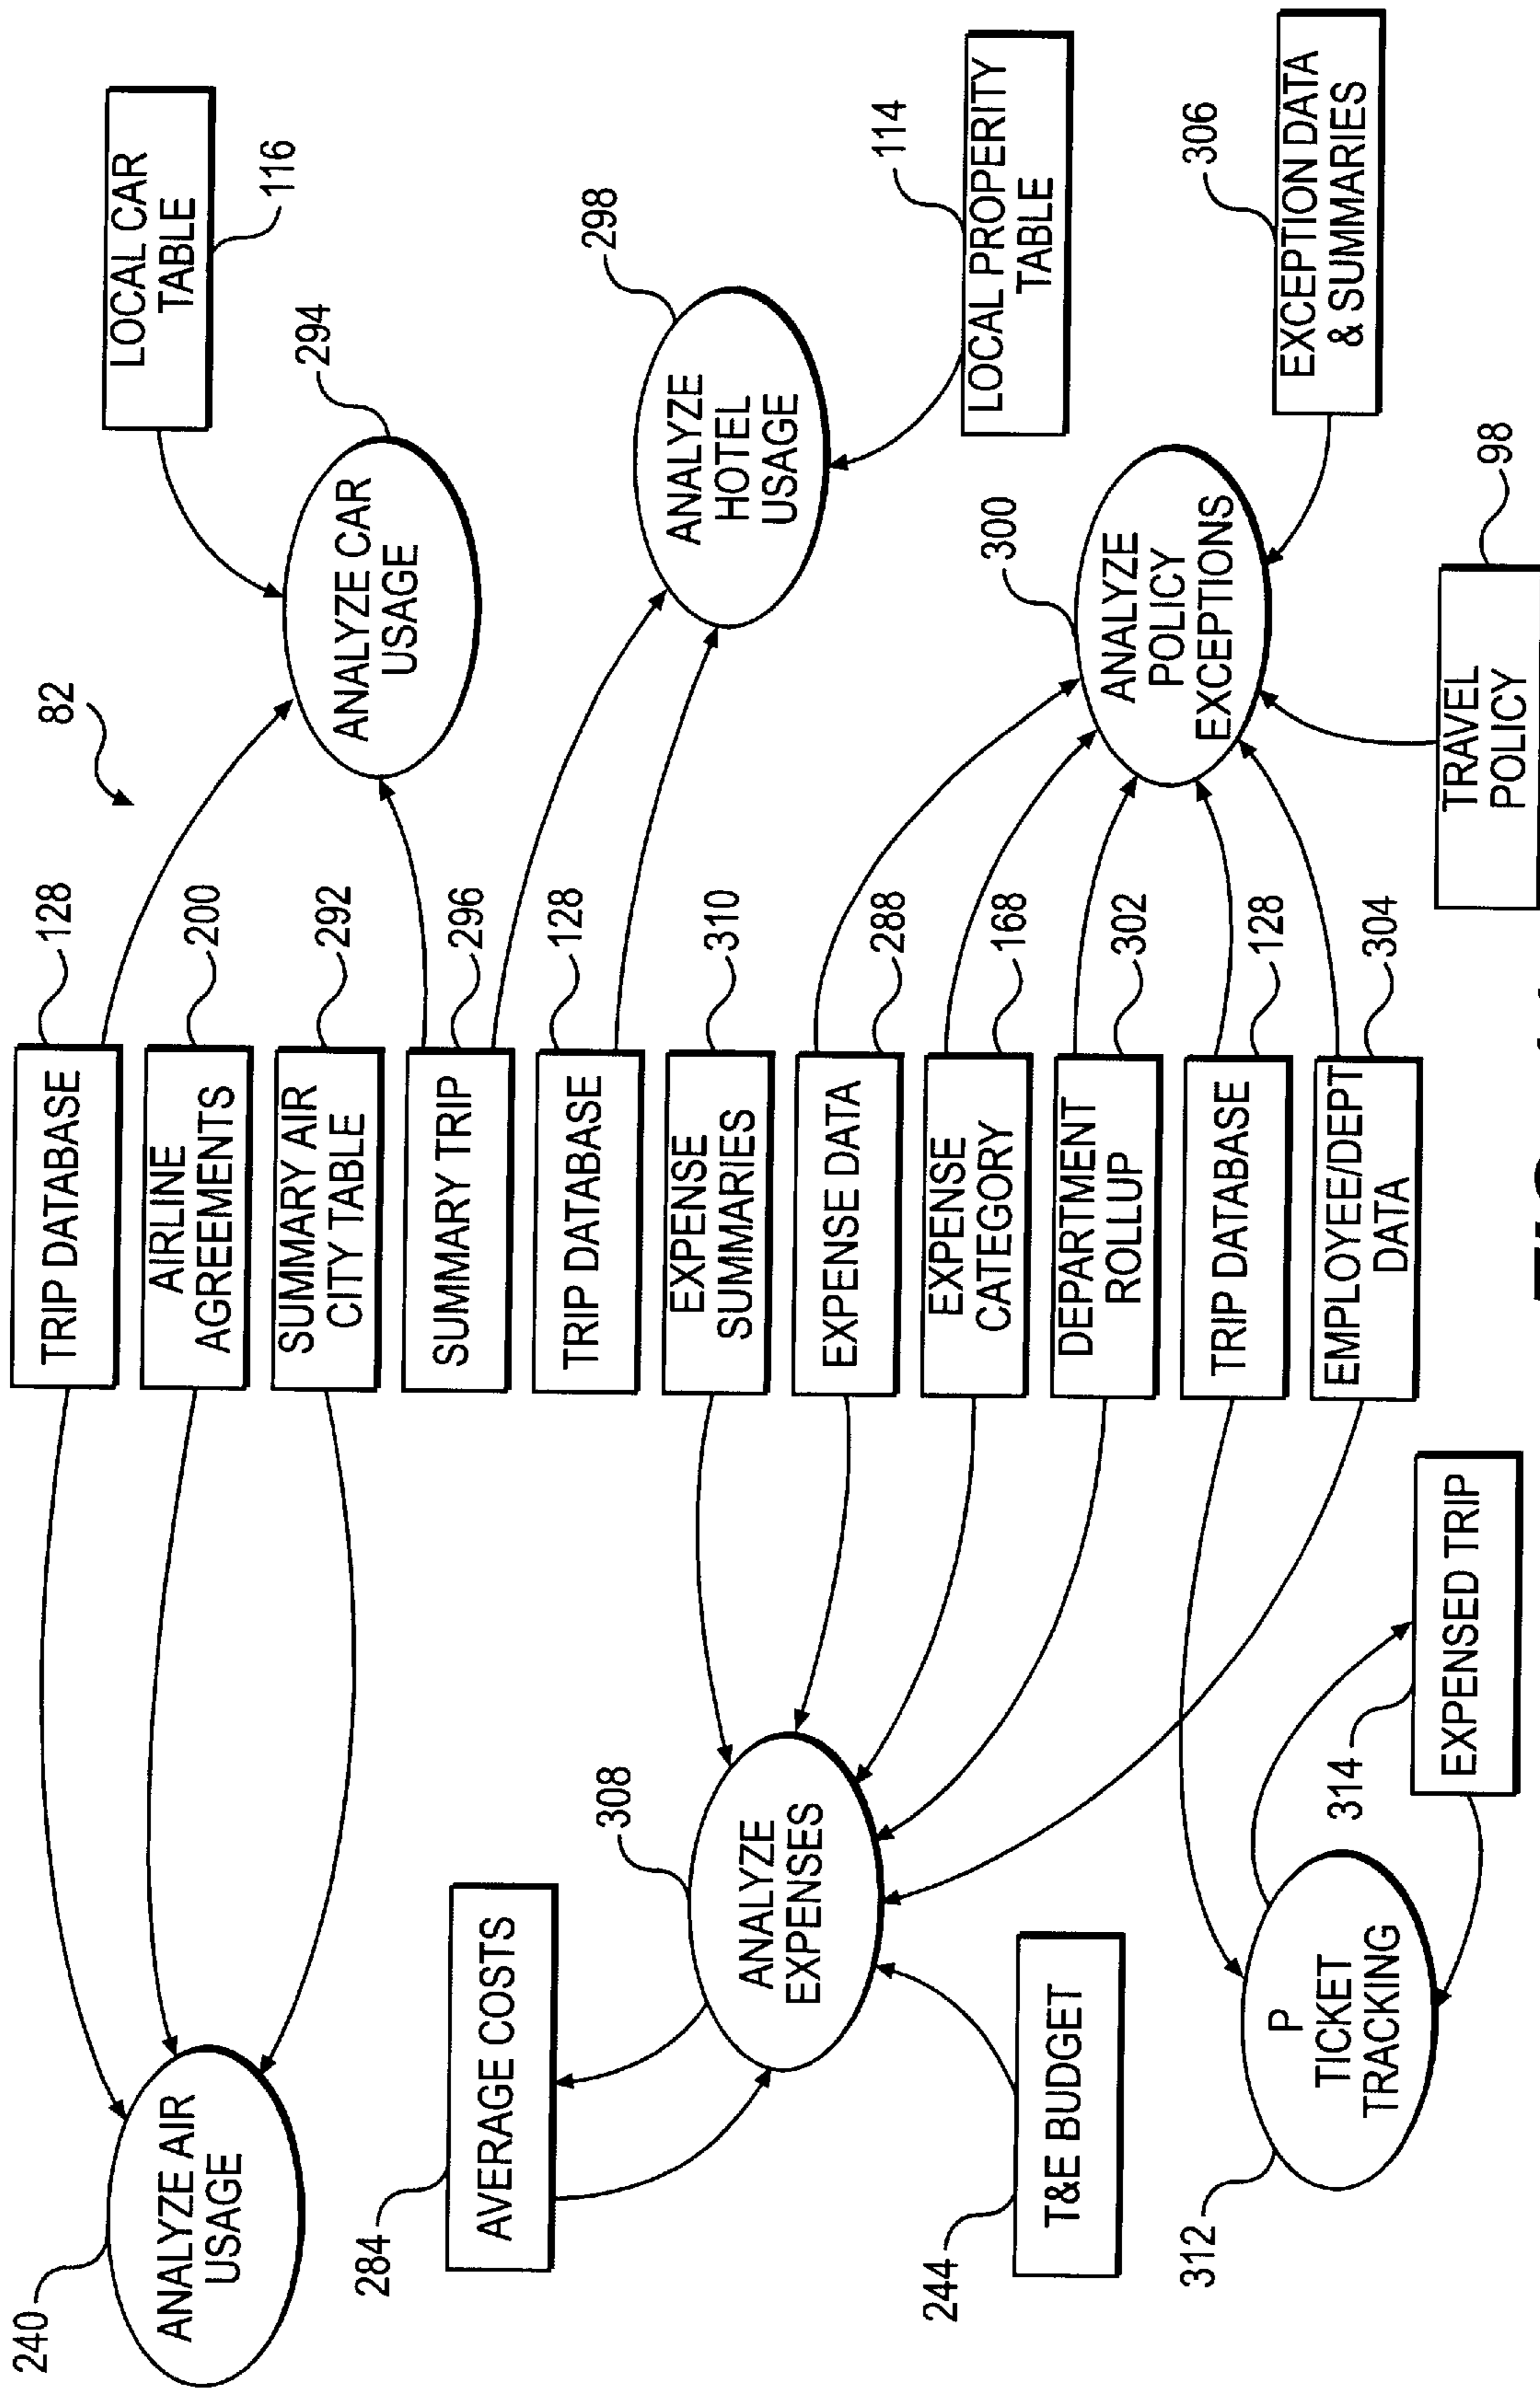 82
240
ANALYZE AIR
USAGE
284
AVERAGE COSTS
308
ANALYZE
EXPENSES
244
T&E BUDGET
312
P
TICKET
TRACKING
314
EXPENSED TRIP
TRIP DATABASE
128
AIRLINE
AGREEMENTS
200
SUMMARY AIR
CITY TABLE
292
SUMMARY TRIP
296
TRIP DATABASE
128
EXPENSE
SUMMARIES
310
EXPENSE DATA
288
EXPENSE
CATEGORY
168
DEPARTMENT
ROLLUP
302
TRIP DATABASE
128
EMPLOYEE/DEPT
DATA
304
LOCAL CAR
TABLE
116
ANALYZE CAR
USAGE
294
ANALYZE
HOTEL
USAGE
298
LOCAL PROPERITY
TABLE
114
ANALYZE
POLICY
EXCEPTIONS
300
EXCEPTION DATA
& SUMMARIES
306
TRAVEL
POLICY
98